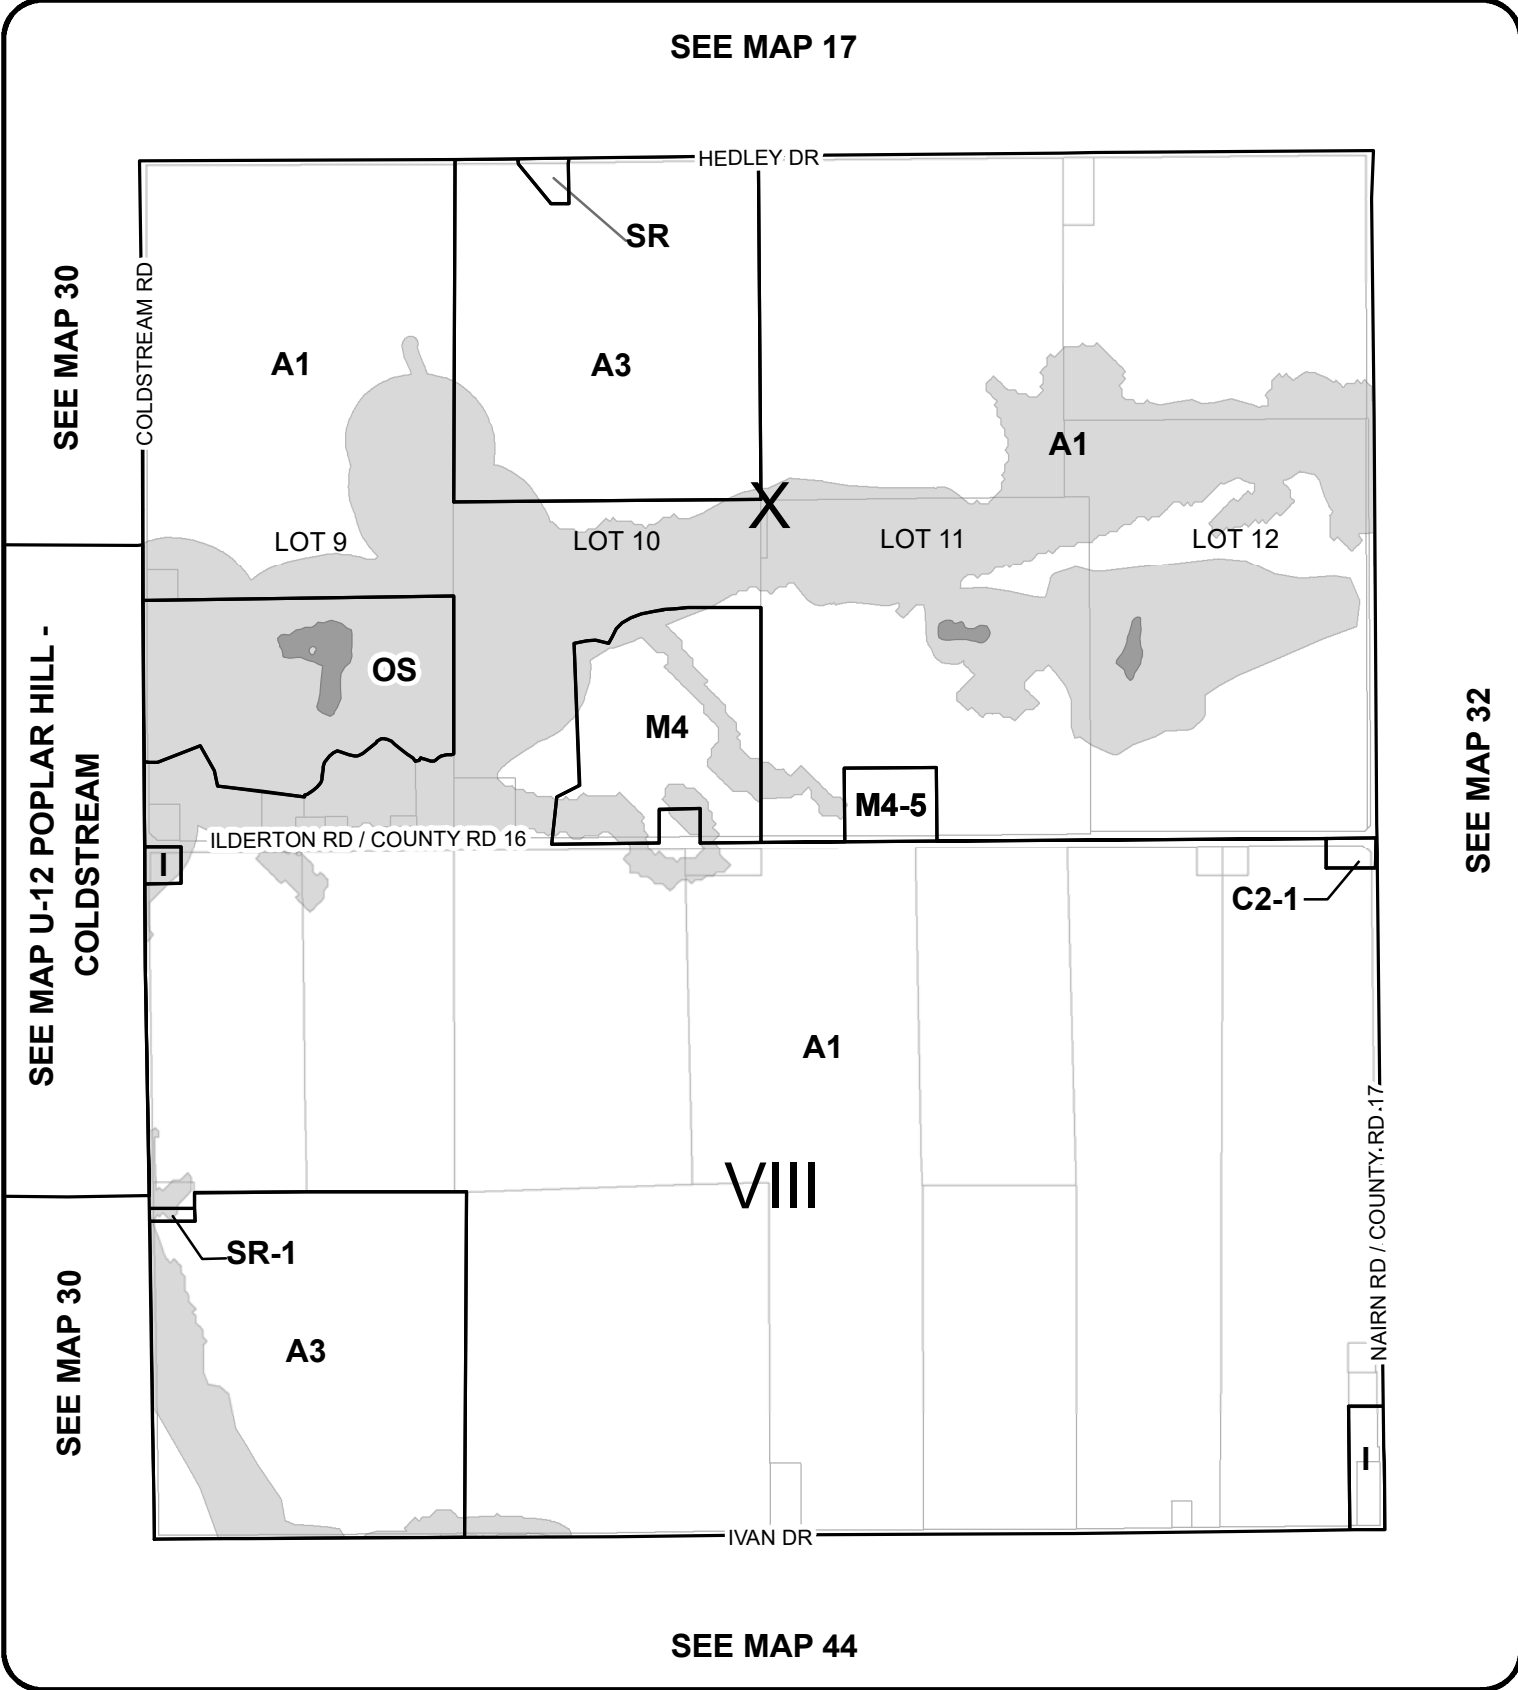 SEE MAP 17
HEDLEY DR
SR
SEE MAP 30
COLDSTREAM RD
A1
A3
A1
X
LOT 9
LOT 10
LOT 11
LOT 12
OS
M4
M4-5
SEE MAP U-12 POPLAR HILL -
COLDSTREAM
SEE MAP 32
ILDERTON RD / COUNTY RD 16
I
C2-1
A1
VIII
NAIRN RD / COUNTY RD 17
SR-1
SEE MAP 30
A3
I
IVAN DR
SEE MAP 44